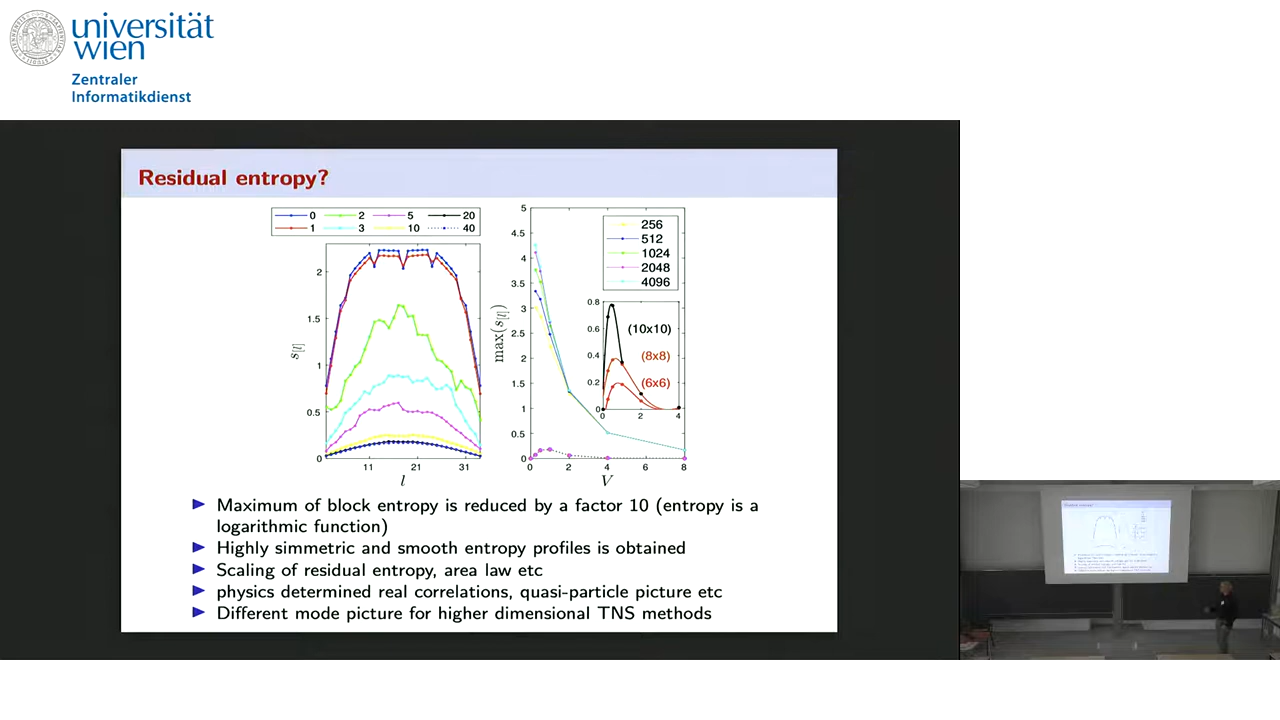 universität
wien
Zentraler
Informatikdienst
Residual entropy?
0 2 5 20
1 3 10 40
s[l]
2
1.5
1
0.5
0
11 21 31
l
max(s[l])
5
4.5
4
3.5
3
2.5
2
1.5
1
0.5
0
0 2 4 6 8
V
256
512
1024
2048
4096
0.8
0.6
0.4
0.2
0
0 2 4
(10x10)
(8x8)
(6x6)
Maximum of block entropy is reduced by a factor 10 (entropy is a
logarithmic function)
Highly simmetric and smooth entropy profiles is obtained
Scaling of residual entropy, area law etc
physics determined real correlations, quasi-particle picture etc
Different mode picture for higher dimensional TNS methods